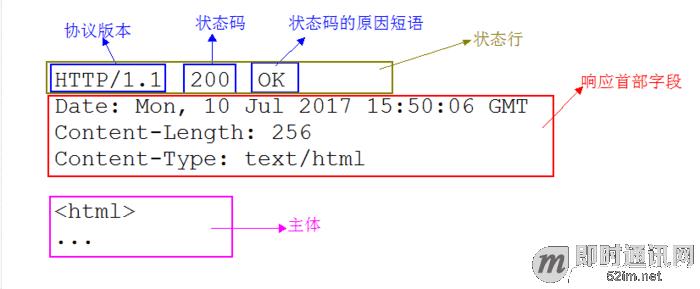 协议版本 状态码 状态码的原因短语
状态行
HTTP/1.1 200 OK
响应首部字段
Date: Mon, 10 Jul 2017 15:50:06 GMT
Content-Length: 256
Content-Type: text/html
<html>
...
主体
即时通讯网
52im.net